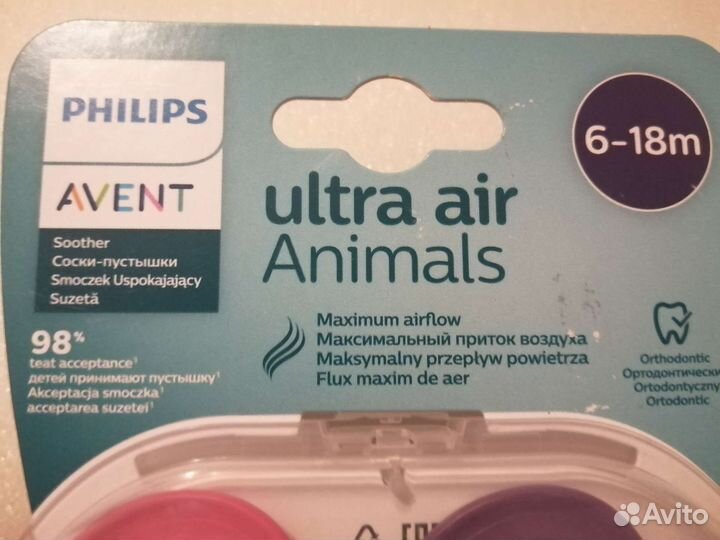 PHILIPS
AVENT
Soother
Соски-пустышки
Smoczek Uspokajający
Suzetă
98%
teat acceptance¹
детей принимают пустышку¹
Akceptacja smoczka¹
acceptarea suzetei¹
6-18m
ultra air
Animals
Maximum airflow
Максимальный приток воздуха
Maksymalny przepływ powietrza
Flux maxim de aer
Orthodontic
Ортодонтически
Ortodontyczny
Ortodontic
Avito